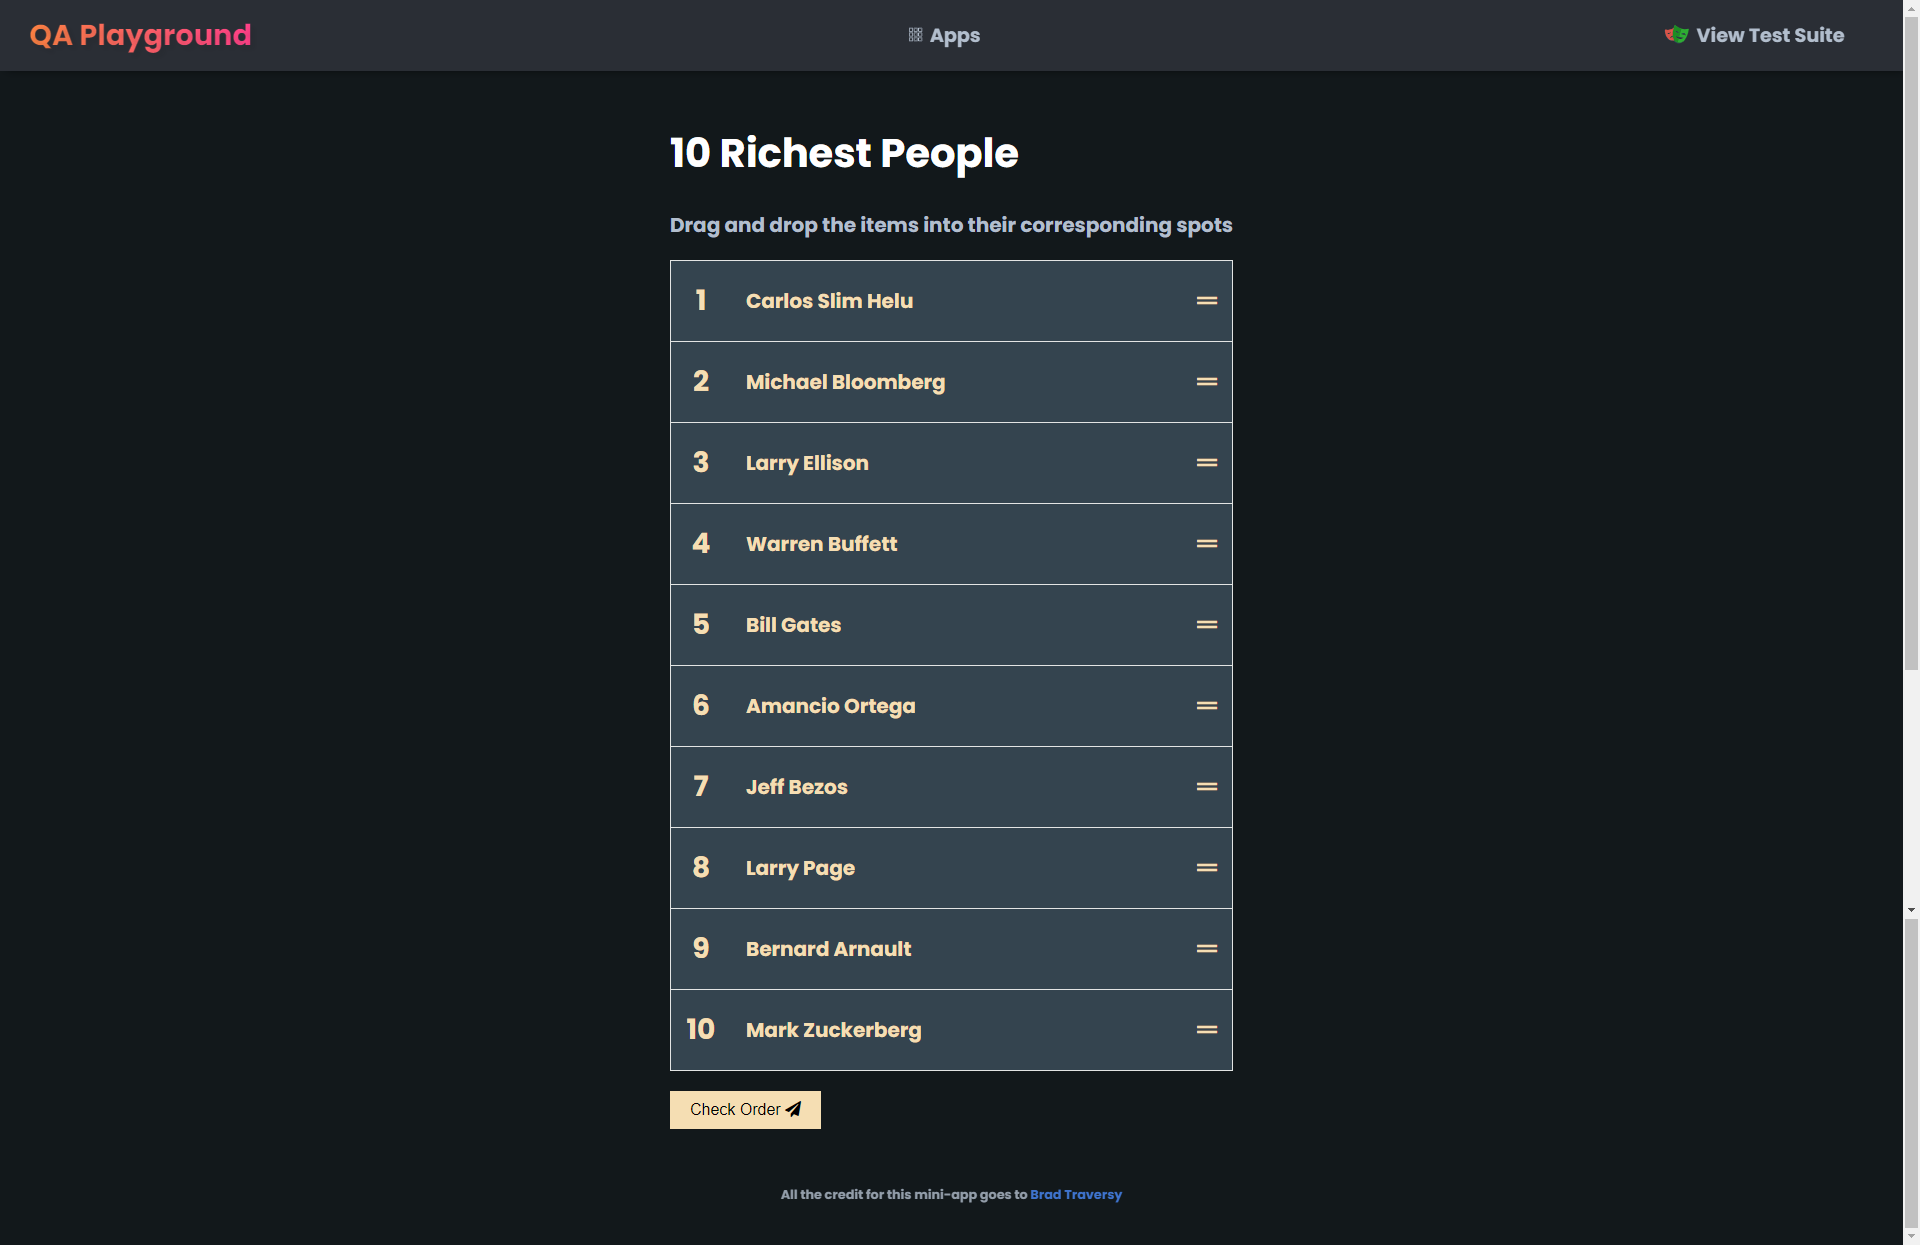 QA Playground
Apps
View Test Suite
10 Richest People
Drag and drop the items into their corresponding spots
1 Carlos Slim Helu
2 Michael Bloomberg
3 Larry Ellison
4 Warren Buffett
5 Bill Gates
6 Amancio Ortega
7 Jeff Bezos
8 Larry Page
9 Bernard Arnault
10 Mark Zuckerberg
Check Order
All the credit for this mini-app goes to Brad Traversy